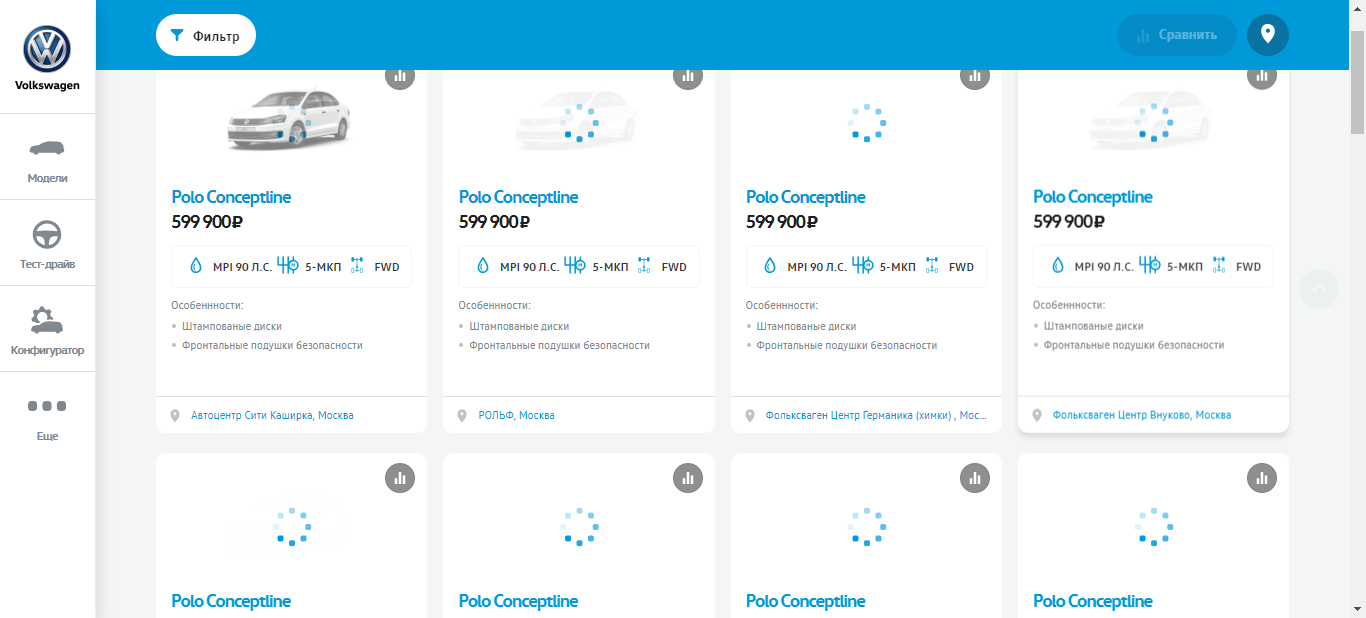 Volkswagen
Модели
Тест-драйв
Конфигуратор
Еще
Фильтр
Сравнить
Polo Conceptline
599 900₽
MPI 90 Л.С. 5-МКП FWD
Особеннности:
Штампованые диски
Фронтальные подушки безопасности
Автоцентр Сити Каширка, Москва
Polo Conceptline
599 900₽
MPI 90 Л.С. 5-МКП FWD
Особеннности:
Штампованые диски
Фронтальные подушки безопасности
РОЛЬФ, Москва
Polo Conceptline
599 900₽
MPI 90 Л.С. 5-МКП FWD
Особеннности:
Штампованые диски
Фронтальные подушки безопасности
Фольксваген Центр Германика (химки) , Мос...
Polo Conceptline
599 900₽
MPI 90 Л.С. 5-МКП FWD
Особеннности:
Штампованые диски
Фронтальные подушки безопасности
Фольксваген Центр Внуково, Москва
Polo Conceptline
Polo Conceptline
Polo Conceptline
Polo Conceptline